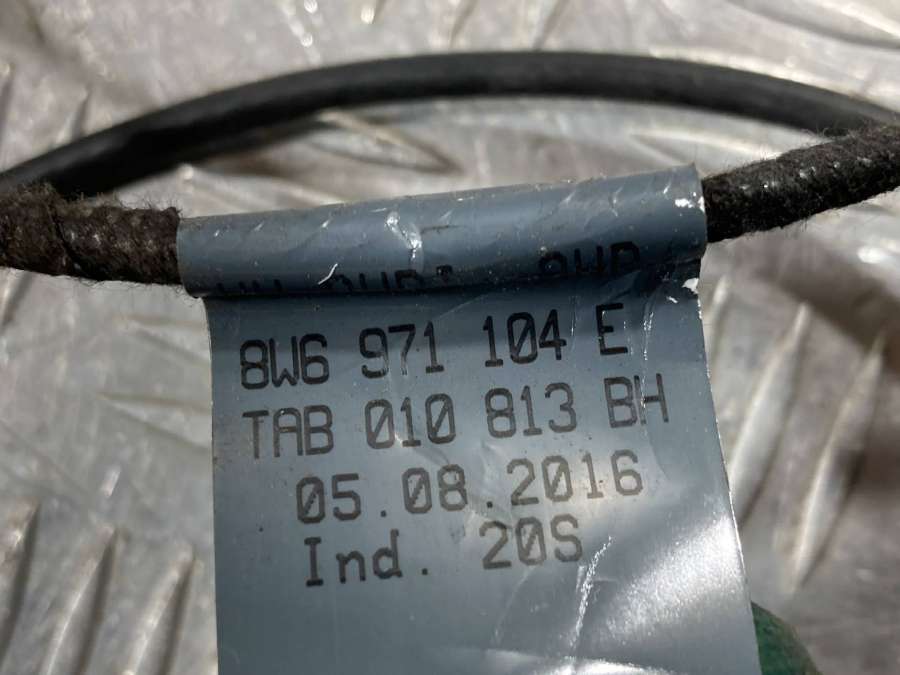 8W6 971 104 E
TAB 010 813 BH
05.08.2016
Ind. 20S